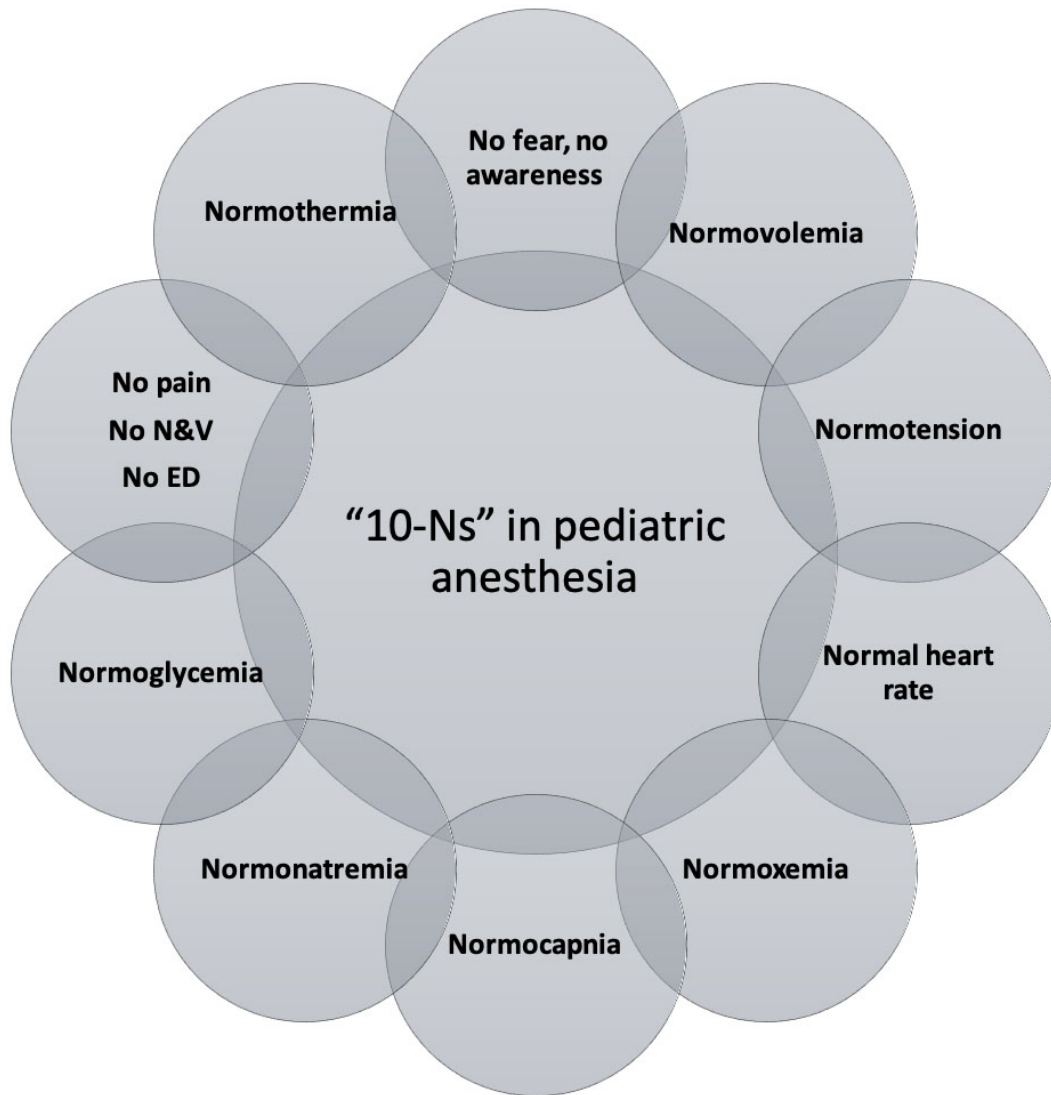 No fear, no
awareness
Normovolemia
Normotension
Normal heart
rate
Normoxemia
Normocapnia
Normonatremia
Normoglycemia
No pain
No N&V
No ED
Normothermia
“10-Ns” in pediatric
anesthesia